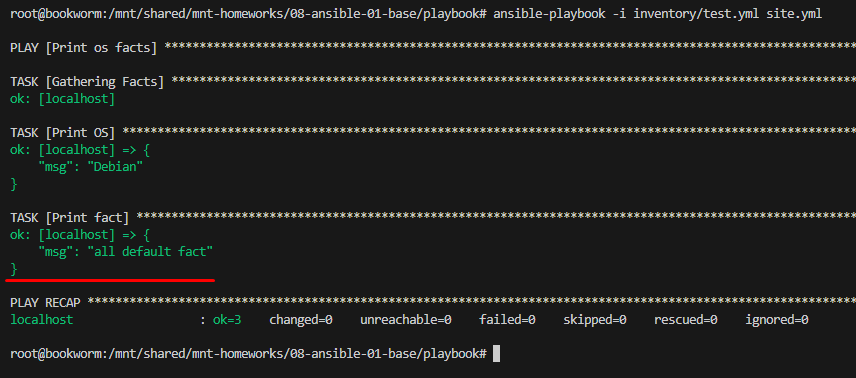 root@bookworm:/mnt/shared/mnt-homeworks/08-ansible-01-base/playbook# ansible-playbook -i inventory/test.yml site.yml
PLAY [Print os facts] ****************************************************************************************************
TASK [Gathering Facts] ***************************************************************************************************
ok: [localhost]
TASK [Print OS] **********************************************************************************************************
ok: [localhost] => {
    "msg": "Debian"
}
TASK [Print fact] ********************************************************************************************************
ok: [localhost] => {
    "msg": "all default fact"
}
PLAY RECAP ***************************************************************************************************************
localhost                  : ok=3    changed=0    unreachable=0    failed=0    skipped=0    rescued=0    ignored=0
root@bookworm:/mnt/shared/mnt-homeworks/08-ansible-01-base/playbook#